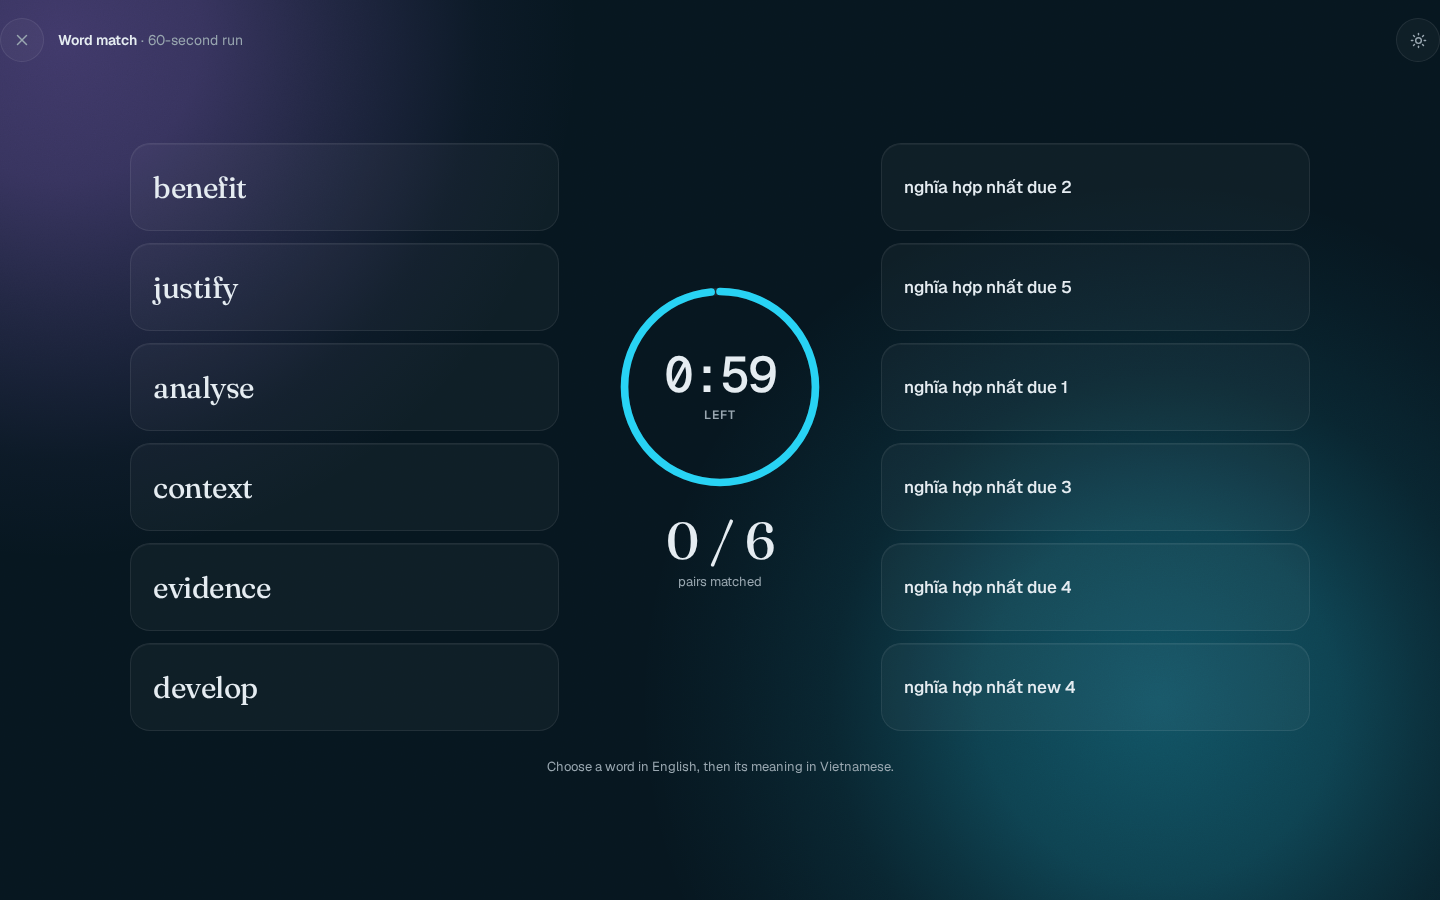 Word match · 60-second run
benefit
justify
analyse
context
evidence
develop
0:59
LEFT
0 / 6
pairs matched
nghĩa hợp nhất due 2
nghĩa hợp nhất due 5
nghĩa hợp nhất due 1
nghĩa hợp nhất due 3
nghĩa hợp nhất due 4
nghĩa hợp nhất new 4
Choose a word in English, then its meaning in Vietnamese.